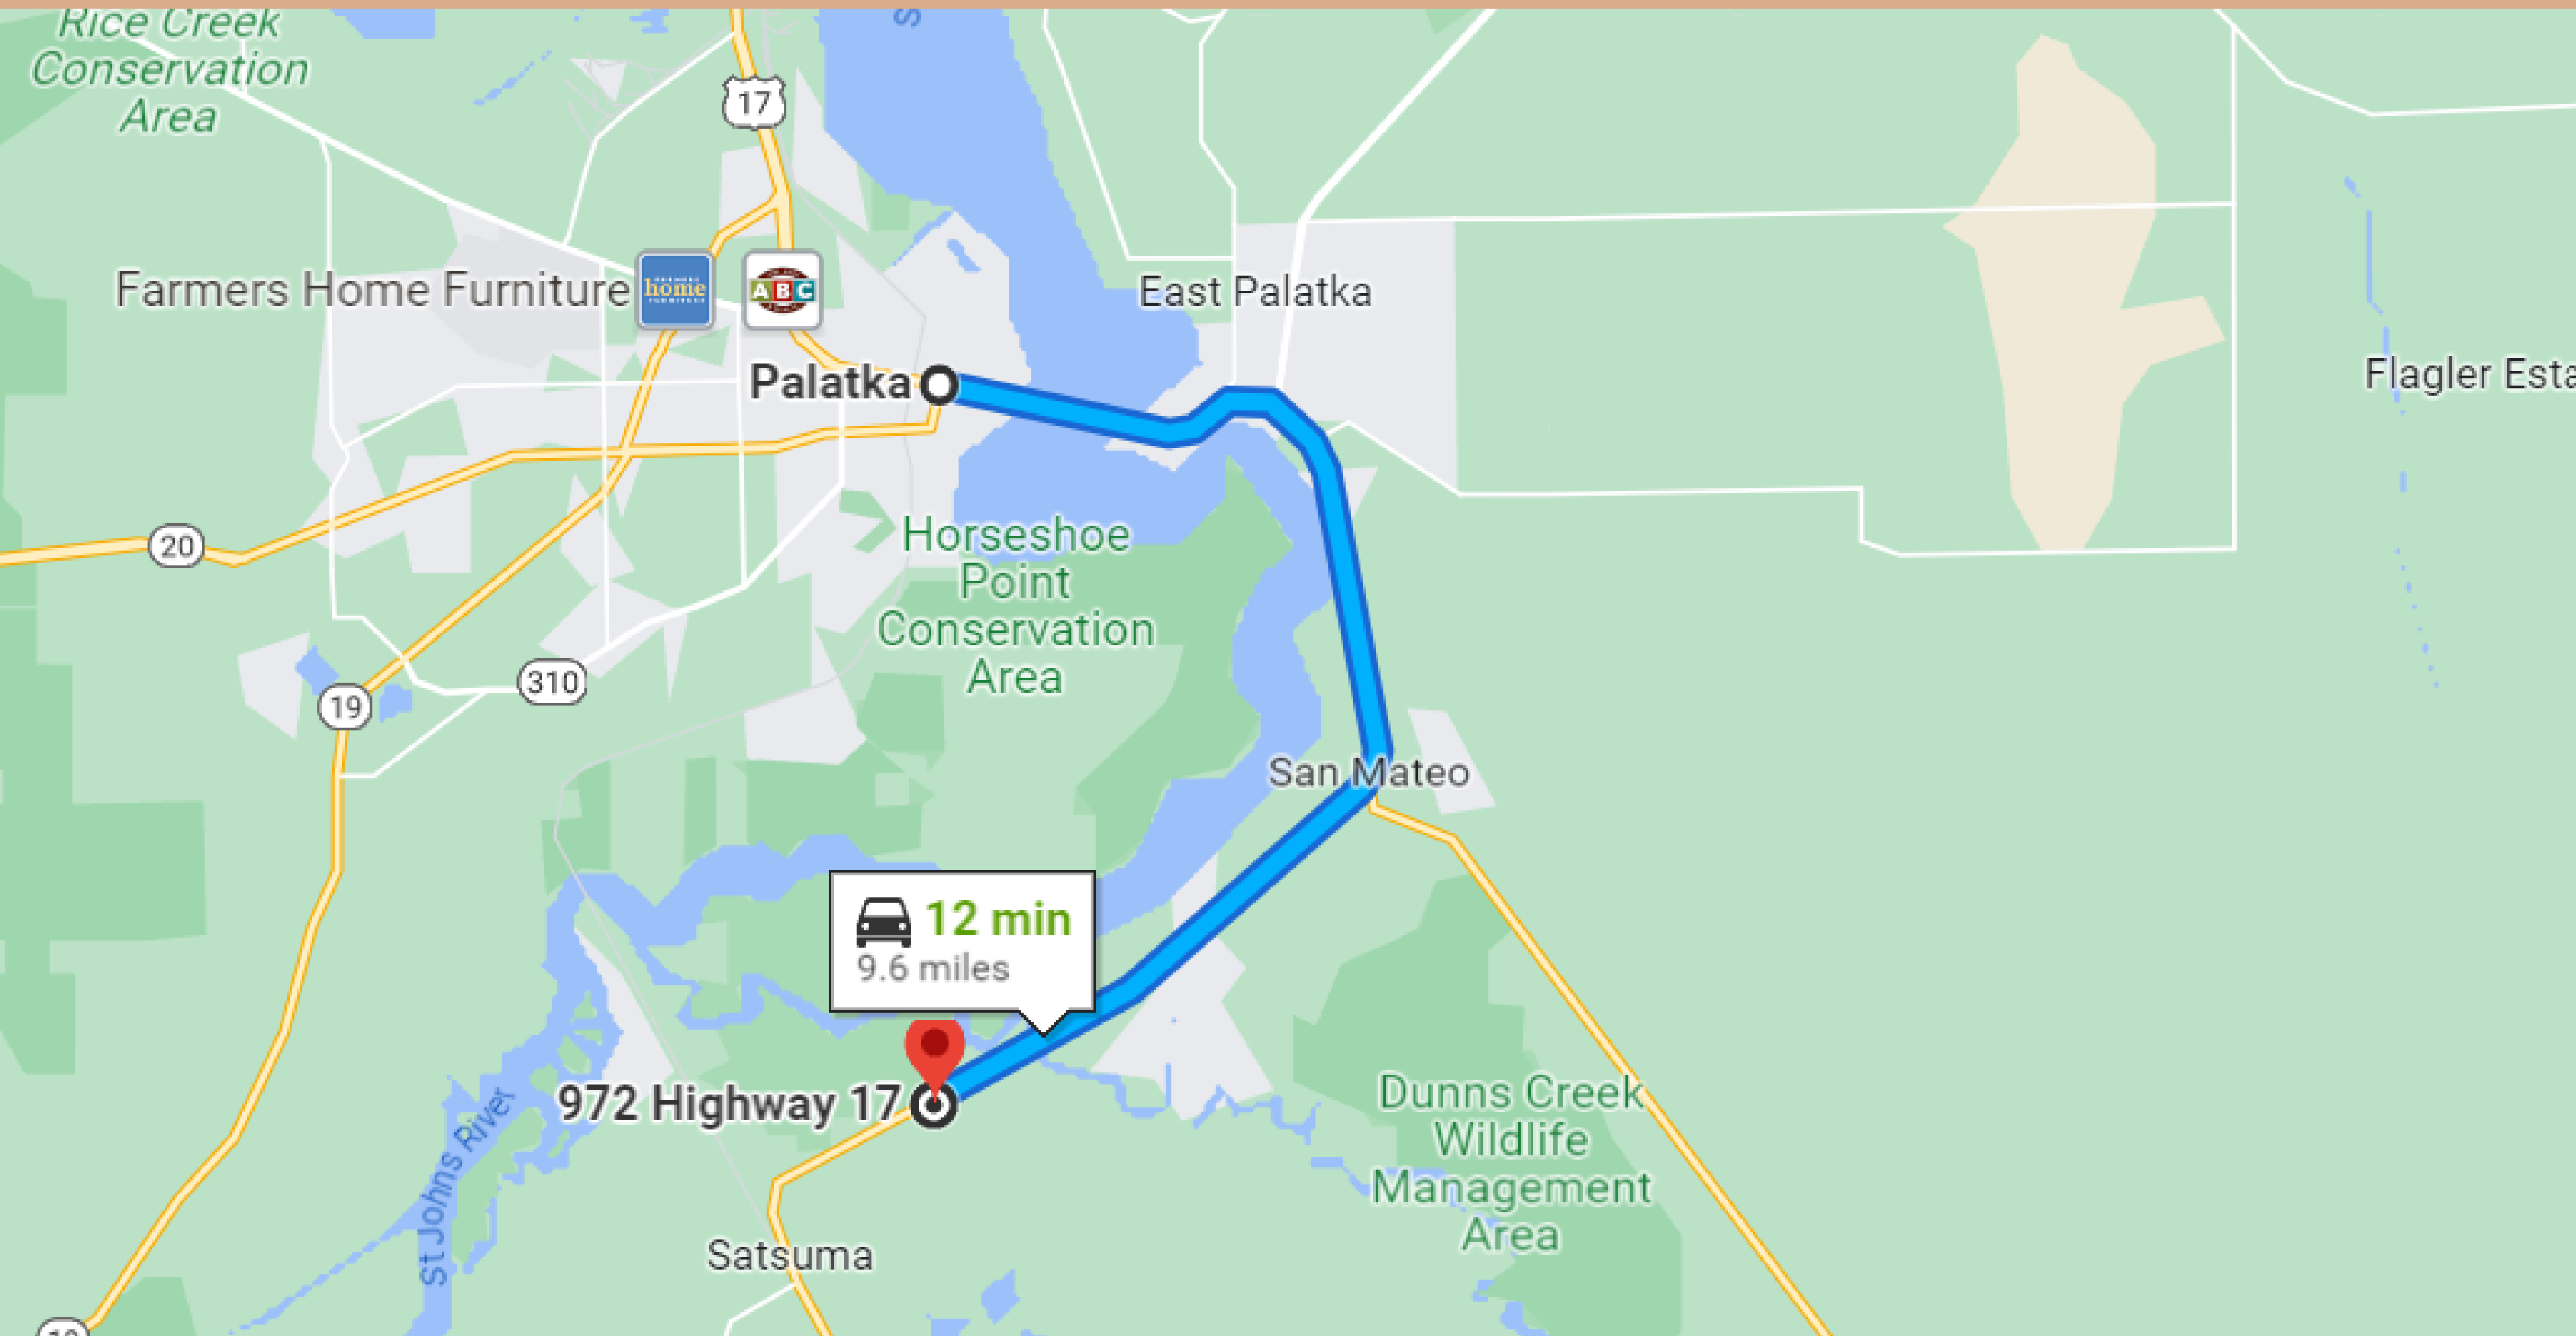 Rice Creek
Conservation
Area
17
Farmers Home Furniture
home
ABC
East Palatka
Palatka
Flagler Esta
20
Horseshoe
Point
Conservation
Area
310
19
San Mateo
12 min
9.6 miles
972 Highway 17
Dunns Creek
Wildlife
Management
Area
St Johns River
Satsuma